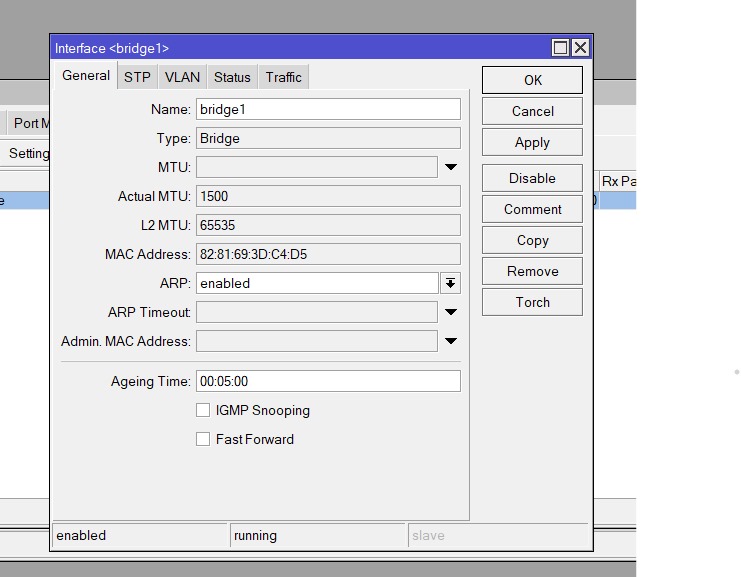 Interface <bridge1>
General STP VLAN Status Traffic
Port M
Setting
Rx Pa
e
Name: bridge1
Type: Bridge
MTU:
Actual MTU: 1500
L2 MTU: 65535
MAC Address: 82:81:69:3D:C4:D5
ARP: enabled
ARP Timeout:
Admin. MAC Address:
Ageing Time: 00:05:00
IGMP Snooping
Fast Forward
OK
Cancel
Apply
Disable
Comment
Copy
Remove
Torch
enabled running slave